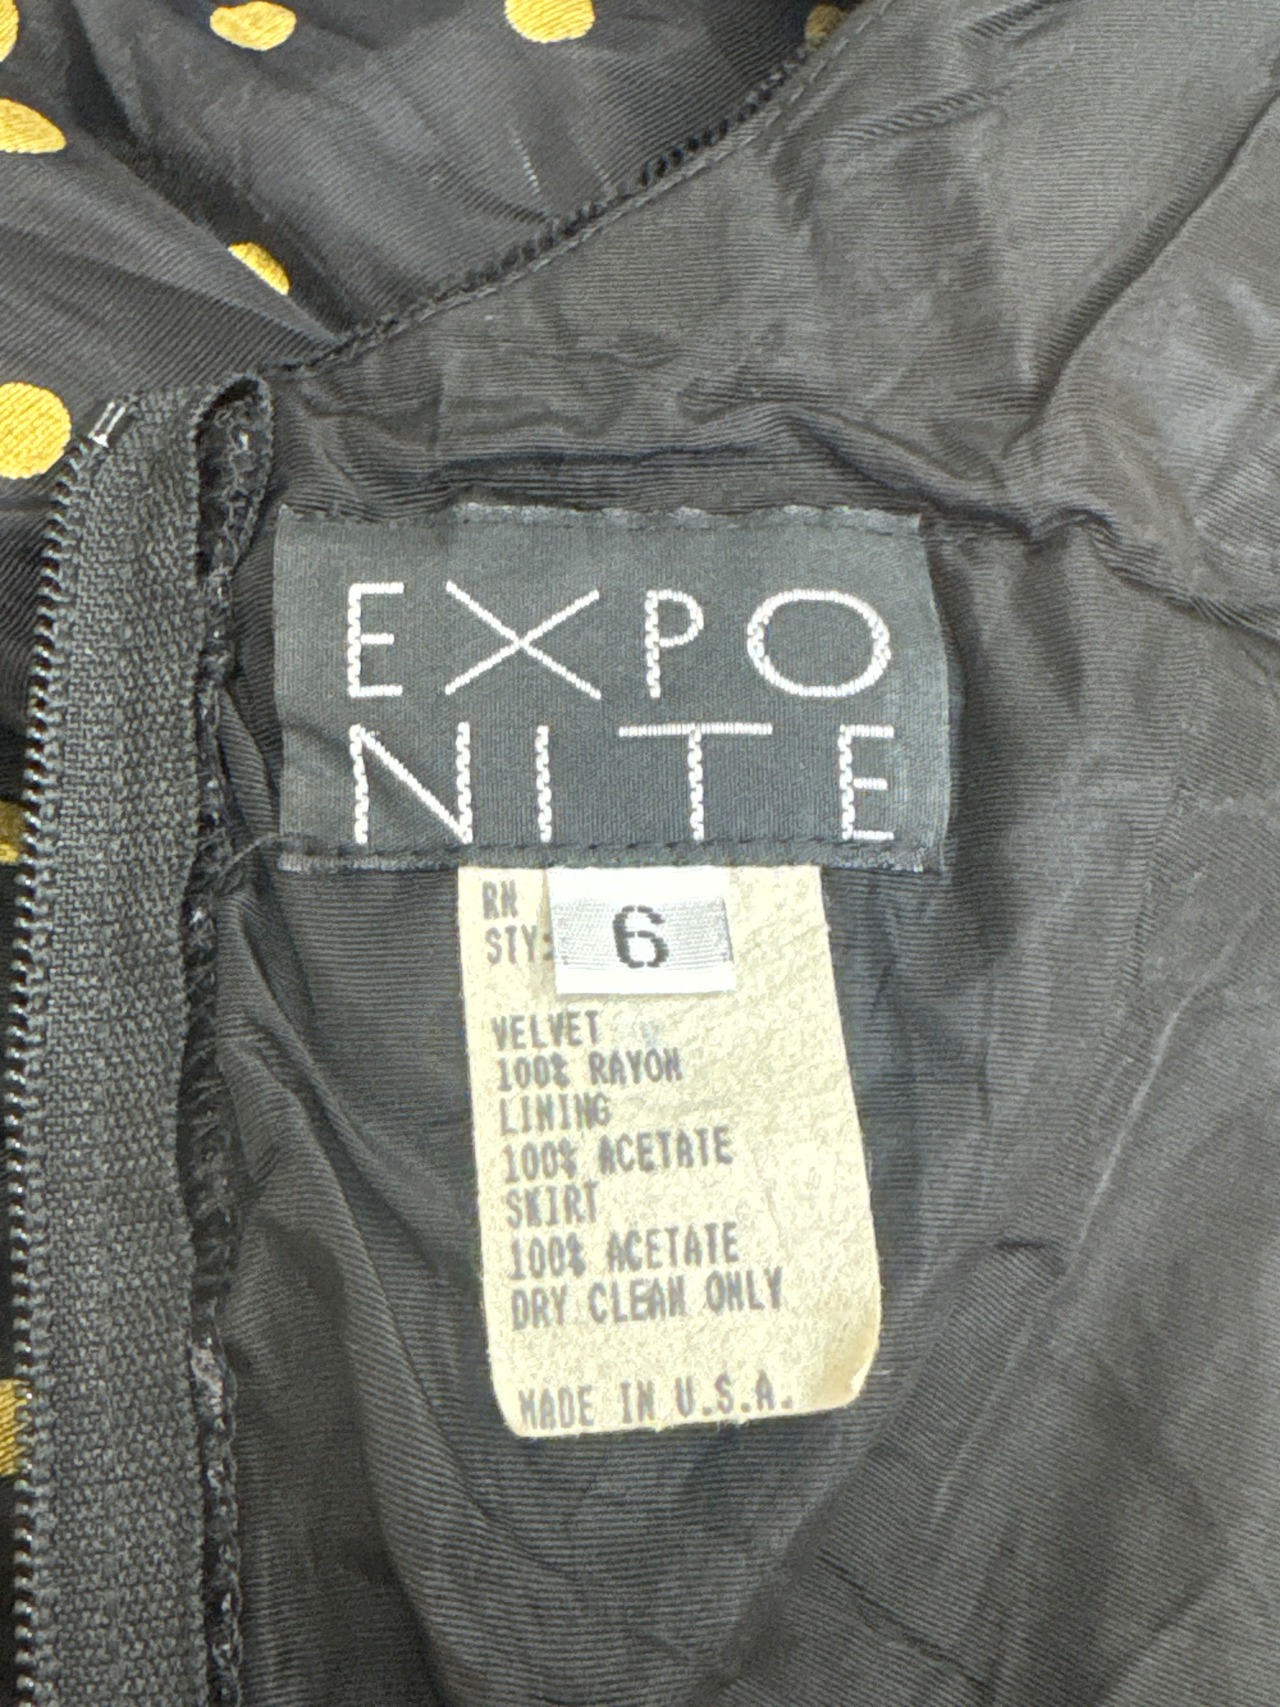 EXPO
NITE
RN
STY:
6
VELVET
100% RAYON
LINING
100% ACETATE
SKIRT
100% ACETATE
DRY CLEAN ONLY
MADE IN U.S.A.